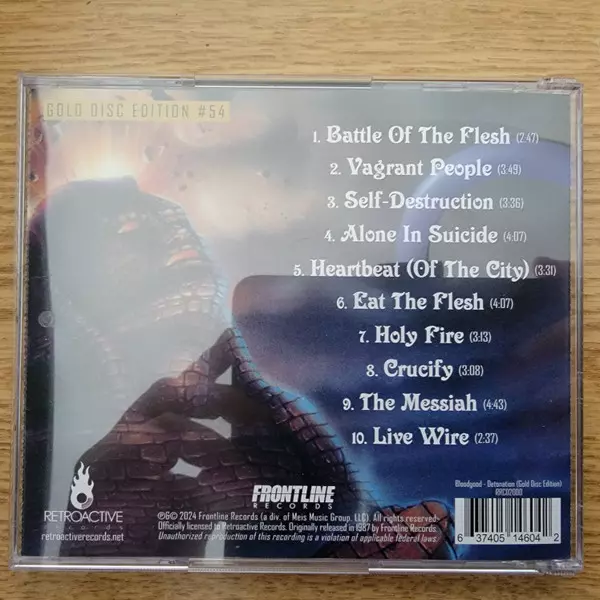 GOLD DISC EDITION #54
1. Battle Of The Flesh (2:47)
2. Vagrant People (3:49)
3. Self-Destruction (3:36)
4. Alone In Suicide (4:07)
5. Heartbeat (Of The City) (3:31)
6. Eat The Flesh (4:07)
7. Holy Fire (3:13)
8. Crucify (3:08)
9. The Messiah (4:43)
10. Live Wire (2:37)
Bloodgood - Detonation (Gold Disc Edition)
RRCD2000
RETROACTIVE
RECORDS
retroactiverecords.net
FRONTLINE
RECORDS
℗©2024 Frontline Records (a div. of Meis Music Group, LLC). All rights reserved-
Officially licensed to Retroactive Records. Originally released in 1987 by Frontline Records.
Unauthorized reproduction of this recording is a violation of applicable federal laws.
6 37405 14604 2